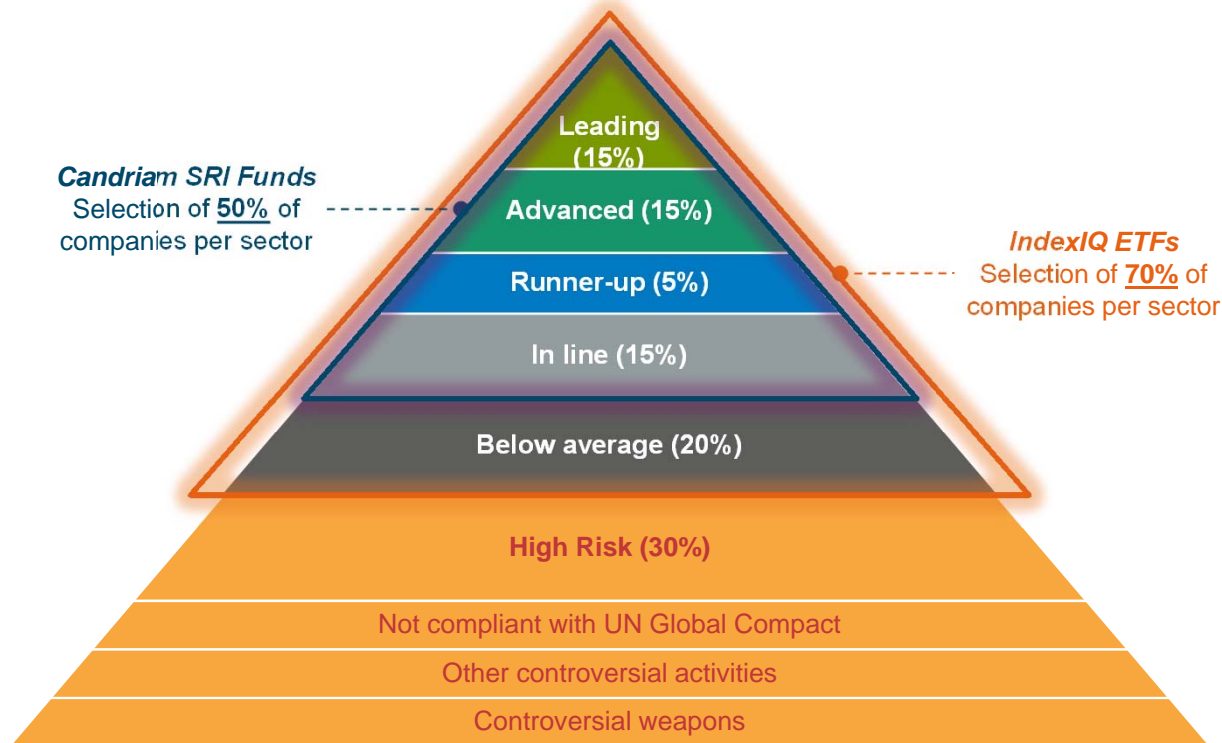 Leading
(15%)
Candriam SRI Funds
Selection of 50% of
companies per sector
Advanced (15%)
IndexIQ ETFs
Selection of 70% of
companies per sector
Runner-up (5%)
In line (15%)
Below average (20%)
High Risk (30%)
Not compliant with UN Global Compact
Other controversial activities
Controversial weapons